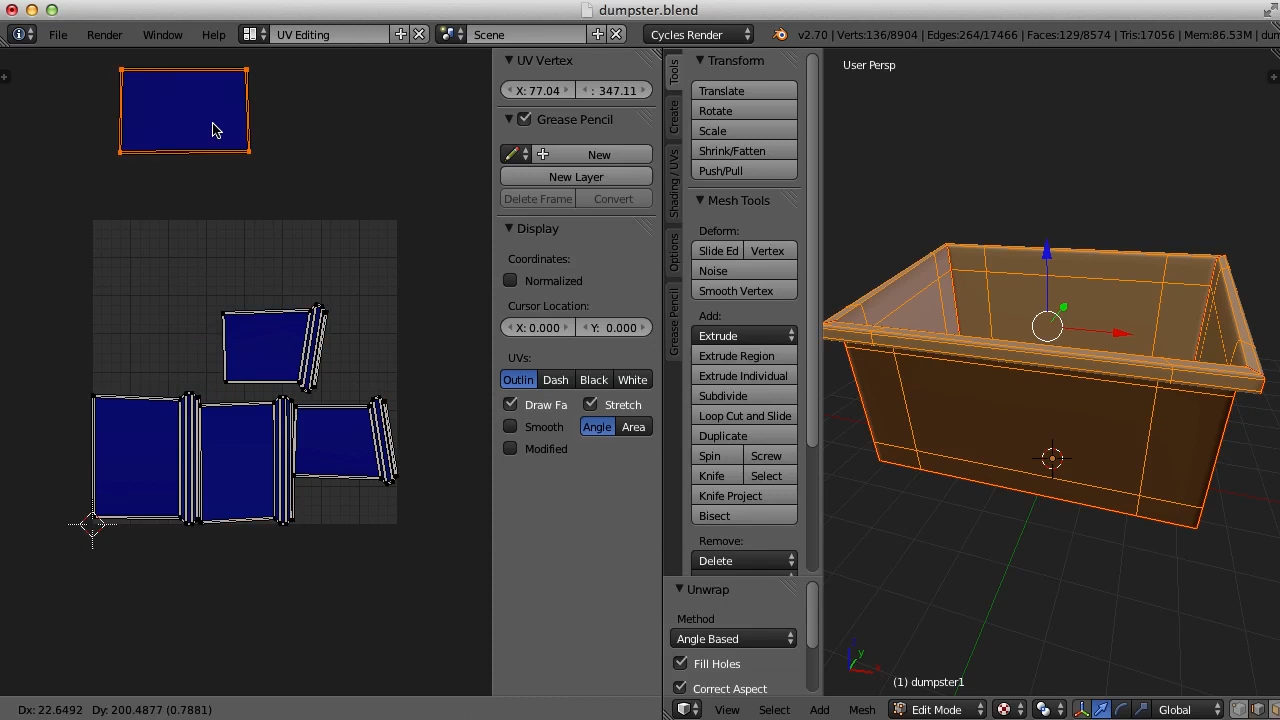 dumpster.blend
File Render Window Help UV Editing Scene Cycles Render v2.70 | Verts:136/8904 | Edges:264/17466 | Faces:129/8574 | Tris:17056 | Mem:86.53M | dum
UV Vertex
X: 77.04 : 347.11
Grease Pencil
New
New Layer
Delete Frame Convert
Display
Coordinates:
Normalized
Cursor Location:
X: 0.000 Y: 0.000
UVs:
Outlin Dash Black White
Draw Fa Stretch
Smooth Angle Area
Modified
Tools
Create
Shading / UVs
Options
Grease Pencil
Transform
Translate
Rotate
Scale
Shrink/Fatten
Push/Pull
Mesh Tools
Deform:
Slide Ed Vertex
Noise
Smooth Vertex
Add:
Extrude
Extrude Region
Extrude Individual
Subdivide
Loop Cut and Slide
Duplicate
Spin Screw
Knife Select
Knife Project
Bisect
Remove:
Delete
Unwrap
Method
Angle Based
Fill Holes
Correct Aspect
User Persp
z
y
x
(1) dumpster1
Dx: 22.6492 Dy: 200.4877 (0.7881)
View Select Add Mesh Edit Mode Global